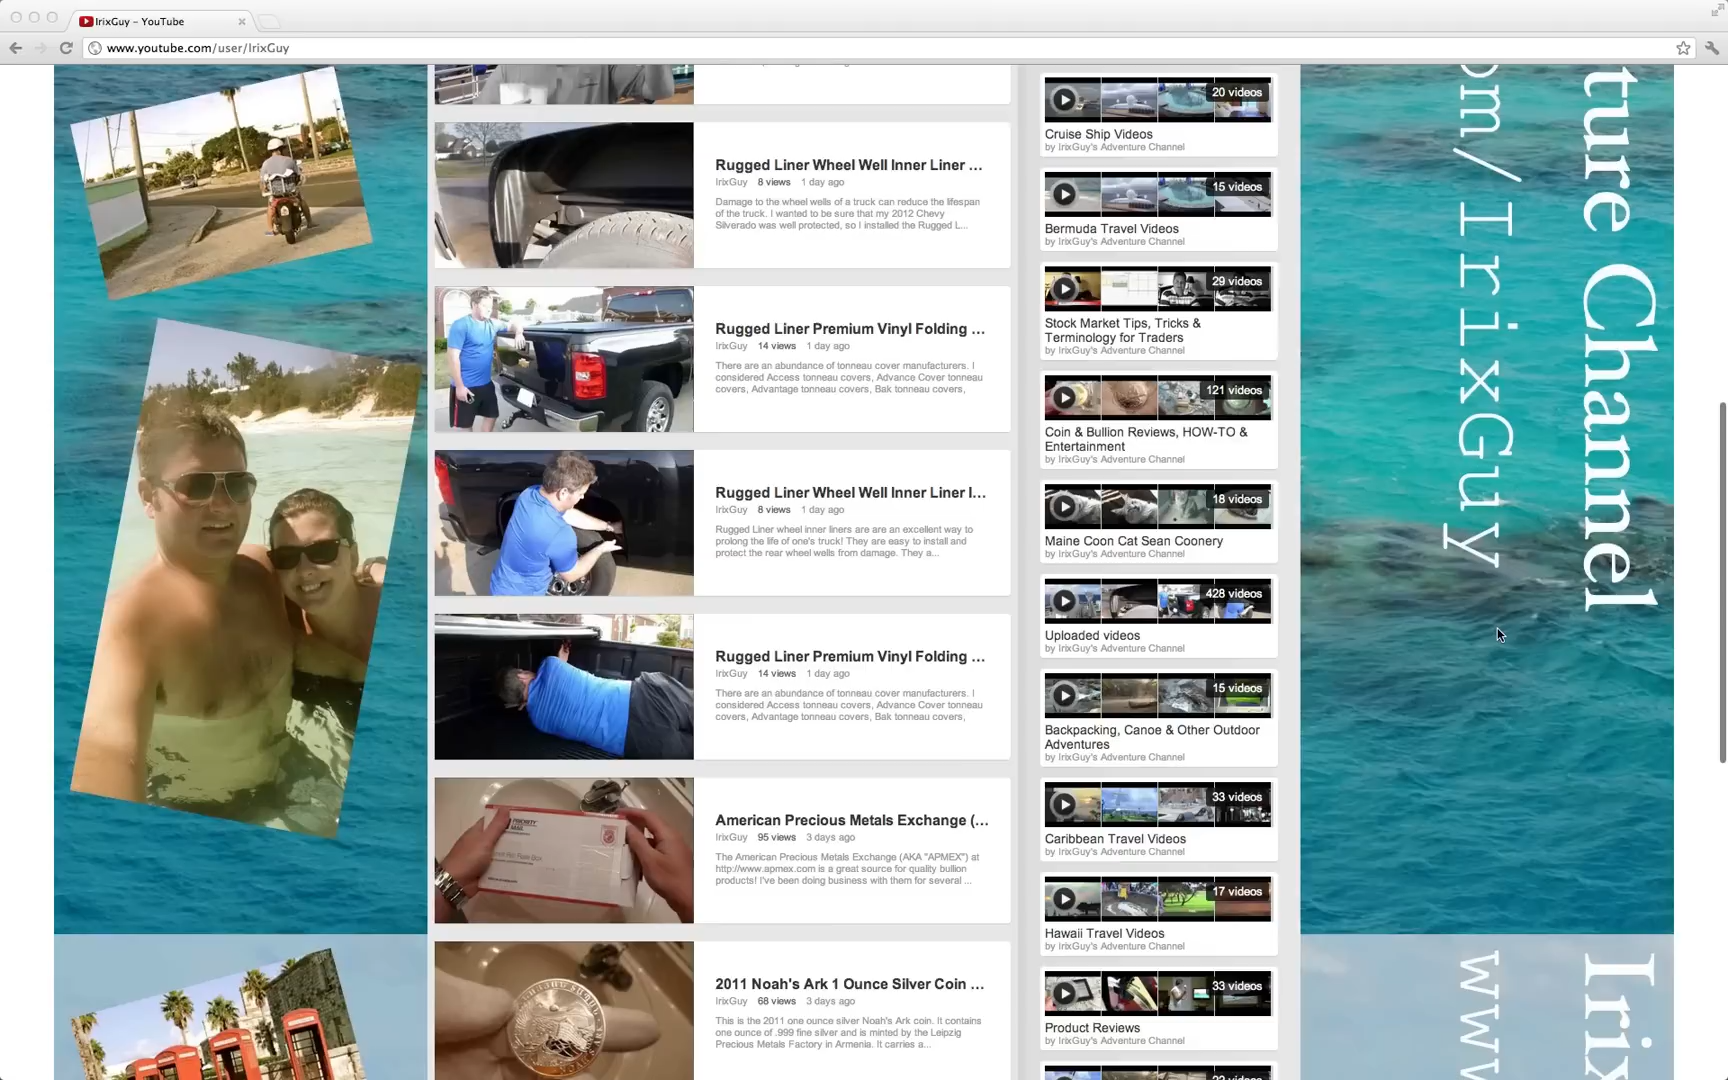 IrixGuy – YouTube
www.youtube.com/user/IrixGuy
Rugged Liner Wheel Well Inner Liner ...
IrixGuy 8 views 1 day ago
Damage to the wheel wells of a truck can reduce the lifespan
of the truck. I wanted to be sure that my 2012 Chevy
Silverado was well protected, so I installed the Rugged L...
Rugged Liner Premium Vinyl Folding ...
IrixGuy 14 views 1 day ago
There are an abundance of tonneau cover manufacturers. I
considered Access tonneau covers, Advance Cover tonneau
covers, Advantage tonneau covers, Bak tonneau covers,
Rugged Liner Wheel Well Inner Liner I...
IrixGuy 8 views 1 day ago
Rugged Liner wheel inner liners are are an excellent way to
prolong the life of one's truck! They are easy to install and
protect the rear wheel wells from damage. They a...
Rugged Liner Premium Vinyl Folding ...
IrixGuy 14 views 1 day ago
There are an abundance of tonneau cover manufacturers. I
considered Access tonneau covers, Advance Cover tonneau
covers, Advantage tonneau covers, Bak tonneau covers,
PRIORITY
MAIL
American Precious Metals Exchange (...
IrixGuy 95 views 3 days ago
The American Precious Metals Exchange (AKA "APMEX") at
http://www.apmex.com is a great source for quality bullion
products! I've been doing business with them for several ...
2011 Noah's Ark 1 Ounce Silver Coin ...
IrixGuy 68 views 3 days ago
This is the 2011 one ounce silver Noah's Ark coin. It contains
one ounce of .999 fine silver and is minted by the Leipzig
Precious Metals Factory in Armenia. It carries a...
20 videos
Cruise Ship Videos
by IrixGuy's Adventure Channel
15 videos
Bermuda Travel Videos
by IrixGuy's Adventure Channel
29 videos
Stock Market Tips, Tricks &
Terminology for Traders
by IrixGuy's Adventure Channel
121 videos
Coin & Bullion Reviews, HOW-TO &
Entertainment
by IrixGuy's Adventure Channel
18 videos
Maine Coon Cat Sean Coonery
by IrixGuy's Adventure Channel
428 videos
Uploaded videos
by IrixGuy's Adventure Channel
15 videos
Backpacking, Canoe & Other Outdoor
Adventures
by IrixGuy's Adventure Channel
33 videos
Caribbean Travel Videos
by IrixGuy's Adventure Channel
17 videos
Hawaii Travel Videos
by IrixGuy's Adventure Channel
33 videos
Product Reviews
by IrixGuy's Adventure Channel
ture Channel
om/IrixGuy
Irix
www